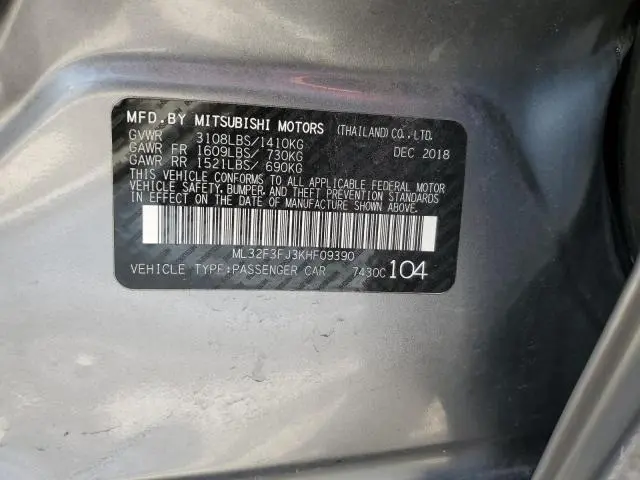 MFD.BY MITSUBISHI MOTORS (THAILAND) CO.,LTD.
GVWR 3108LBS/1410KG DEC 2018
GAWR FR 1609LBS/ 730KG
GAWR RR 1521LBS/ 690KG
THIS VEHICLE CONFORMS TO ALL APPLICABLE FEDERAL MOTOR
VEHICLE SAFETY, BUMPER, AND THEFT PREVENTION STANDARDS
IN EFFECT ON THE DATE OF MANUFACTURE SHOWN ABOVE.
ML32F3FJ3KHF09390
VEHICLE TYPE:PASSENGER CAR 7430C 104